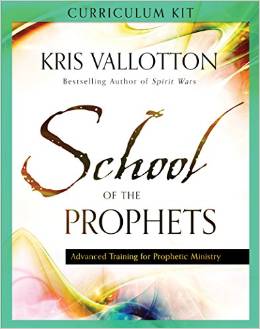 CURRICULUM KIT
KRIS VALLOTTON
Bestselling Author of Spirit Wars
School
OF THE
PROPHETS
Advanced Training for Prophetic Ministry